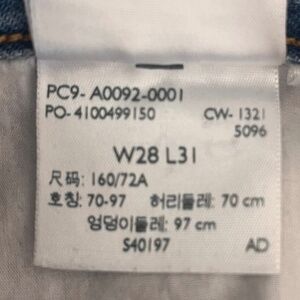 PC9- A0092-0001
PO- 4100499150 CW- 1321
5096
W28 L31
尺码: 160/72A
호칭: 70-97 허리둘레: 70 cm
엉덩이둘레: 97 cm
S40197 AD